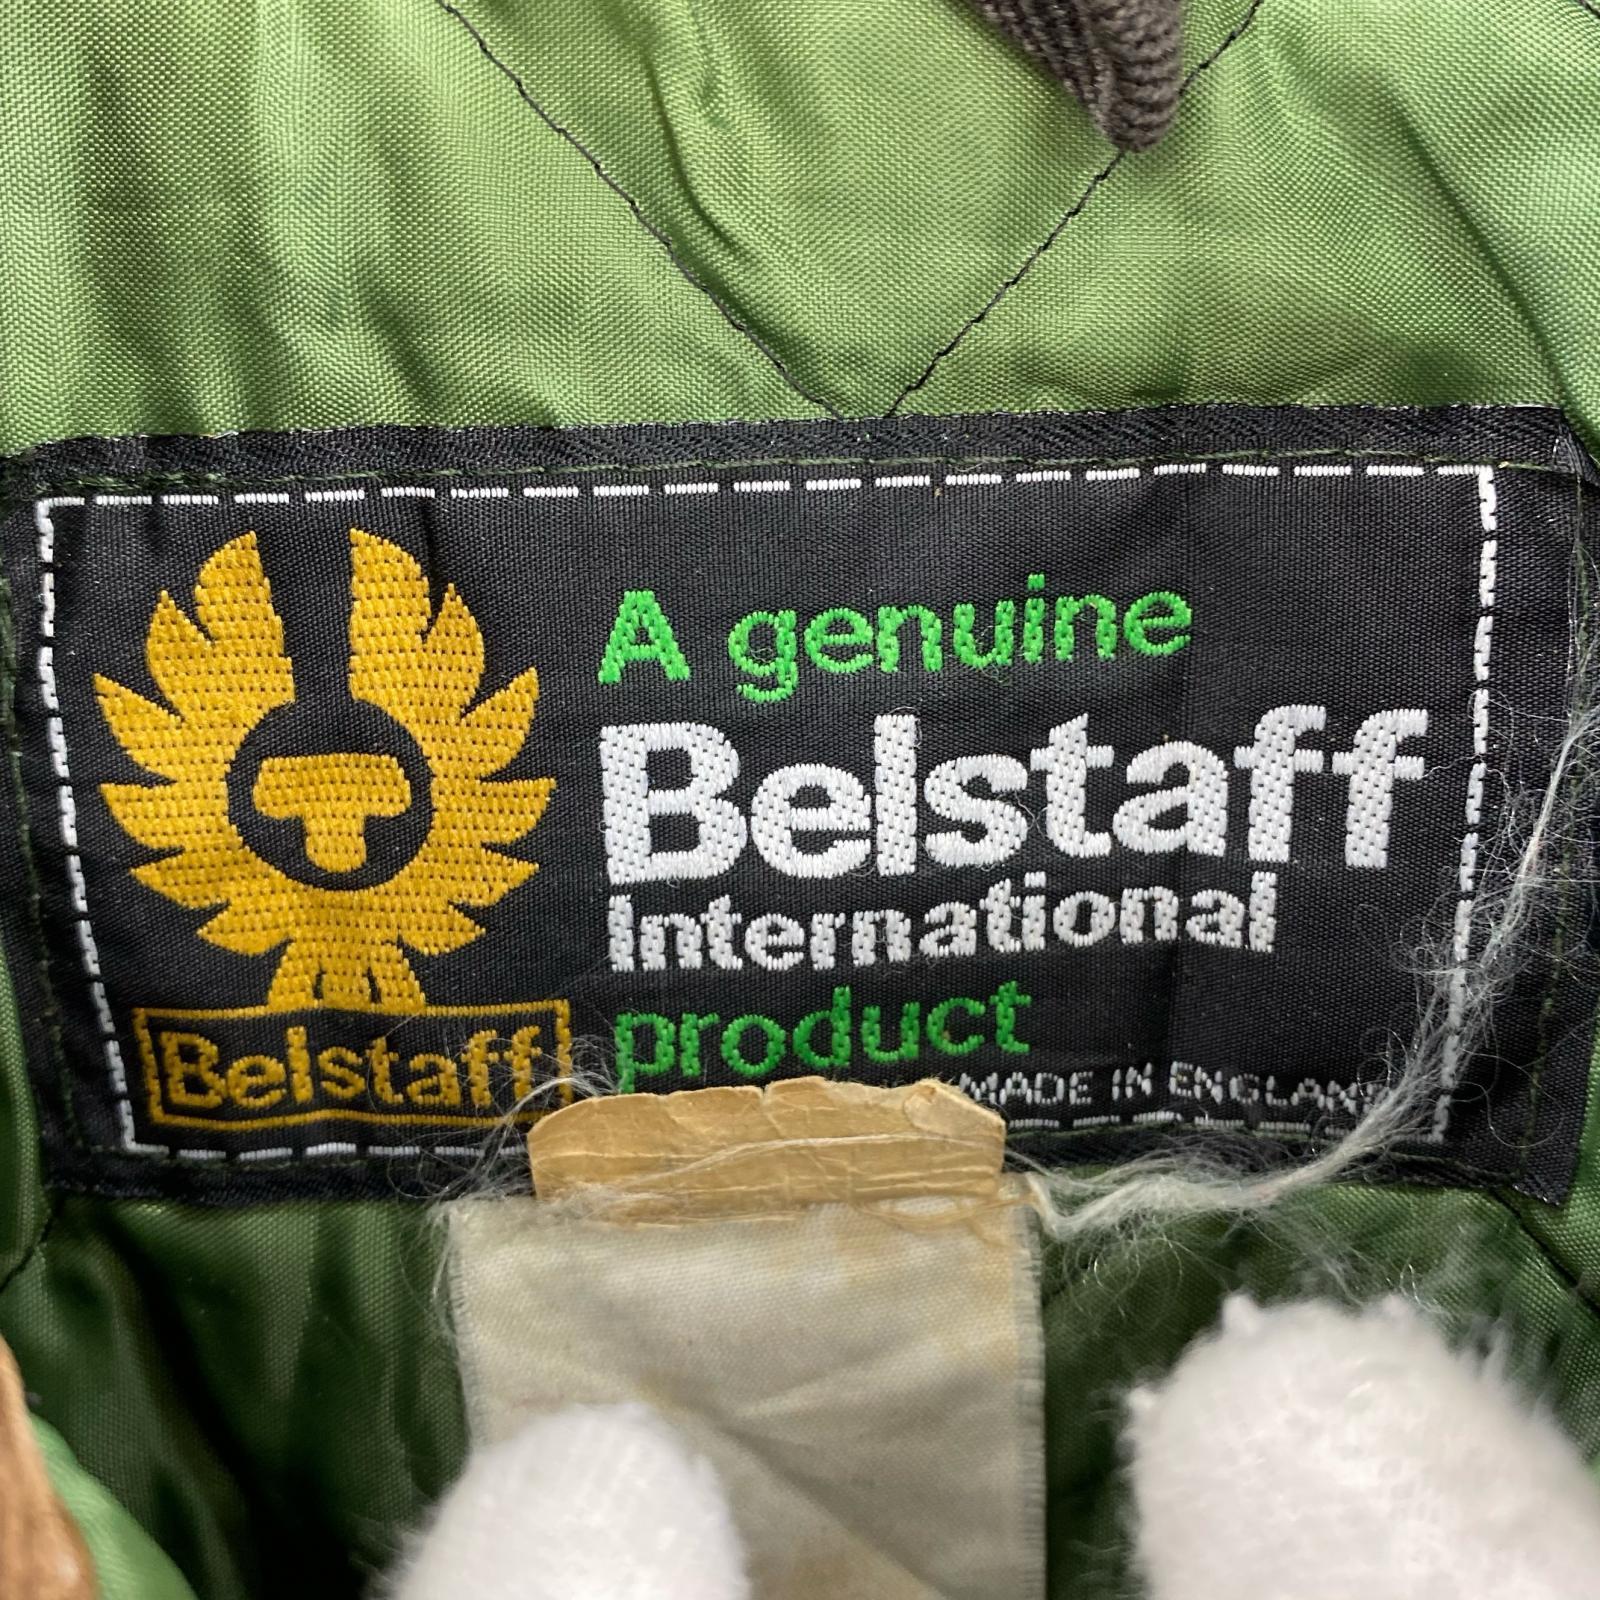 A genuine
Belstaff
International
product
MADE IN ENGLAND
Belstaff